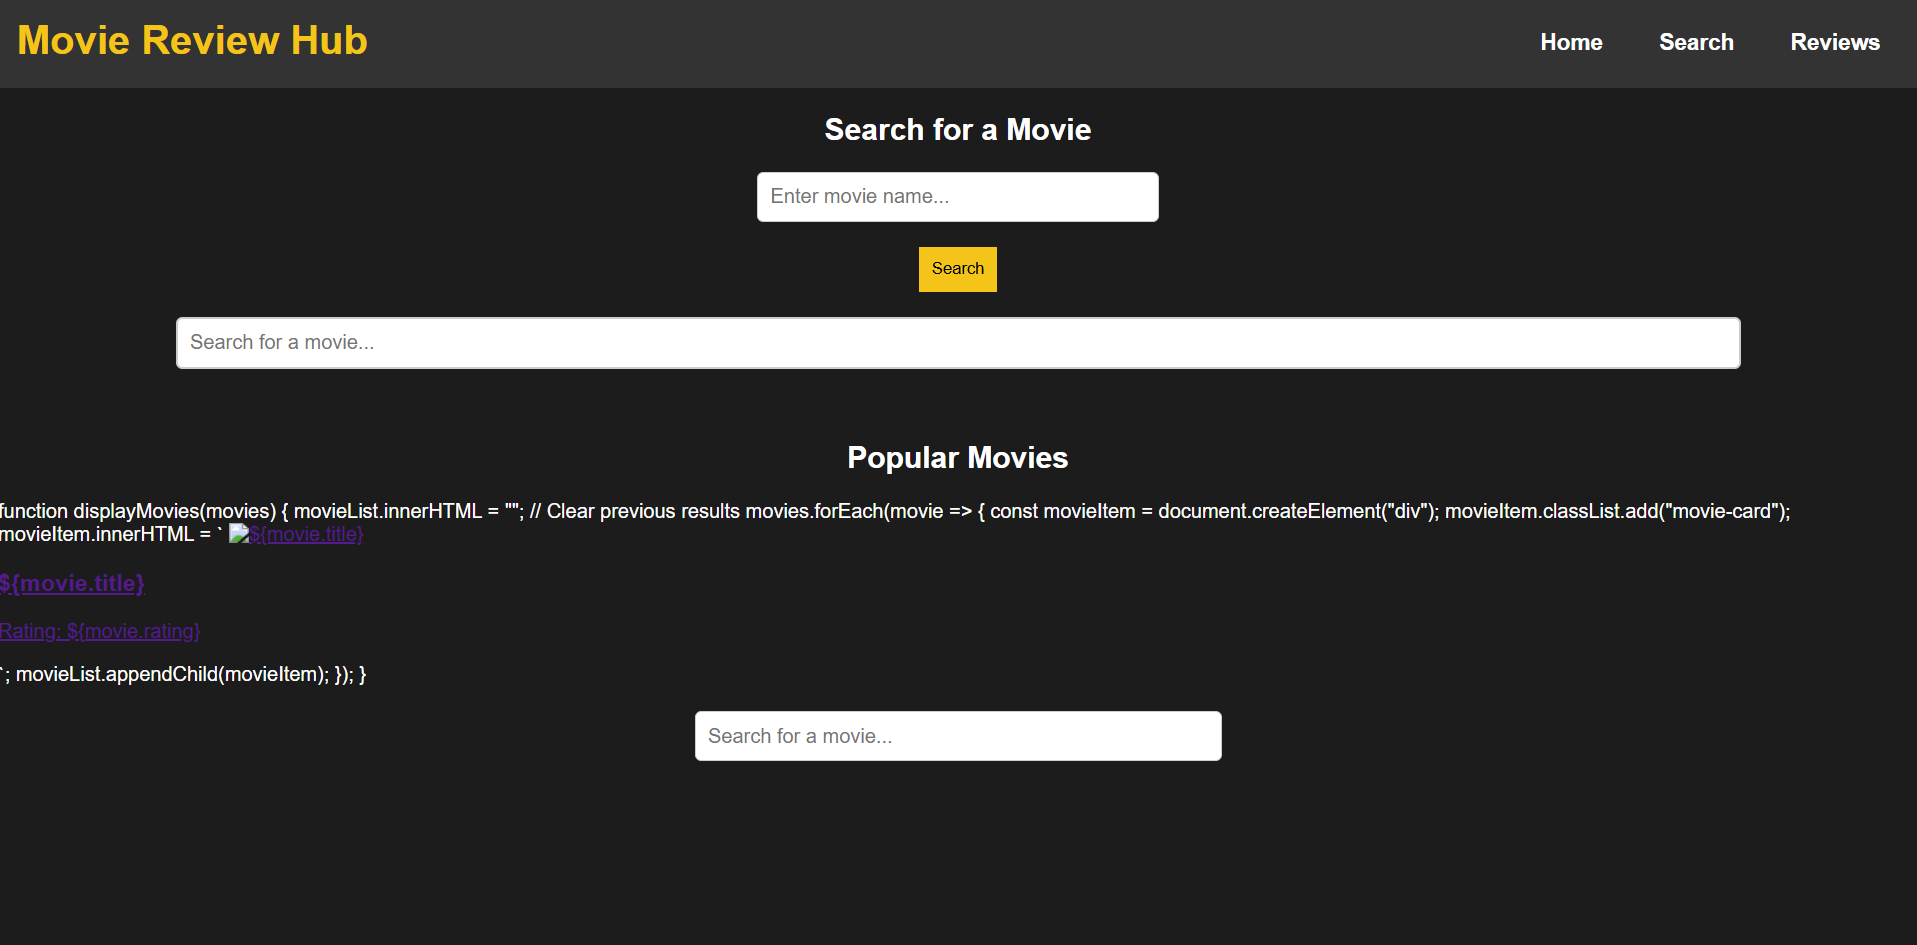 Movie Review Hub
Home Search Reviews
Search for a Movie
Enter movie name...
Search
Search for a movie...
Popular Movies
function displayMovies(movies) { movieList.innerHTML = ""; // Clear previous results movies.forEach(movie => { const movieItem = document.createElement("div"); movieItem.classList.add("movie-card");
movieItem.innerHTML = ` ${movie.title}
${movie.title}
Rating: ${movie.rating}
`; movieList.appendChild(movieItem); }); }
Search for a movie...